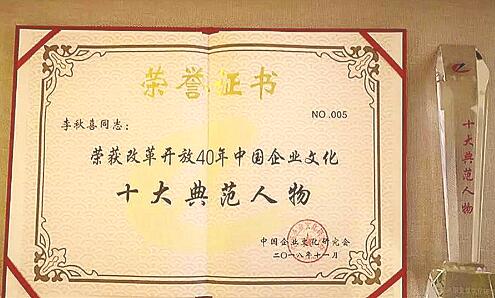 荣誉证书
NO .005
李秋喜同志：
荣获改革开放40年中国企业文化
十大典范人物
中国企业文化研究会
二〇一八年十一月
十大典范人物